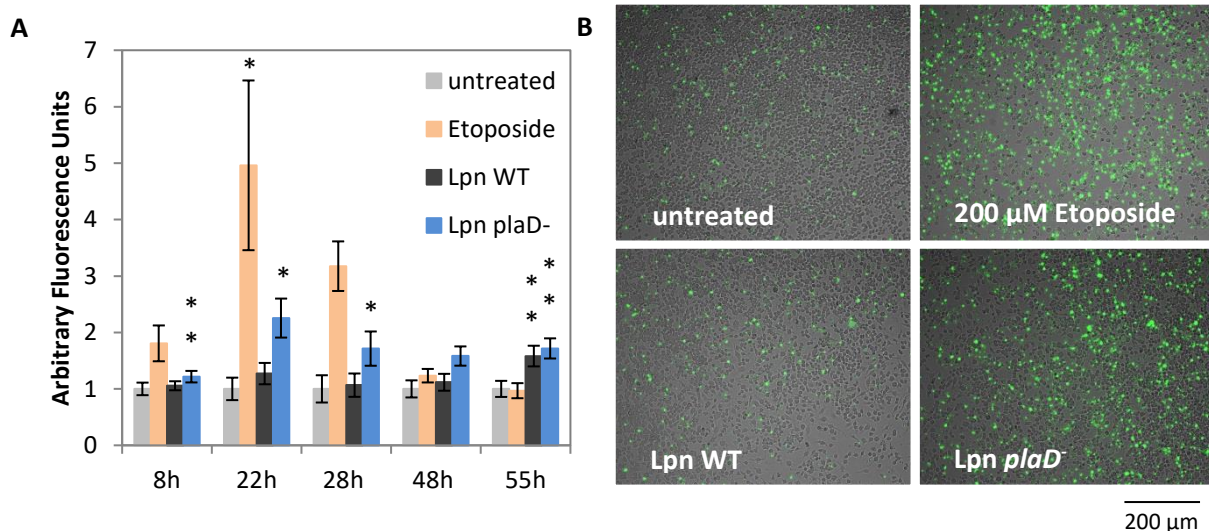 A
Arbitrary Fluorescence Units
7
6
5
4
3
2
1
0
*
*
*
*
*
*
*
*
*
untreated
Etoposide
Lpn WT
Lpn plaD-
8h 22h 28h 48h 55h
B
untreated
200 µM Etoposide
Lpn WT
Lpn plaD-
200 µm